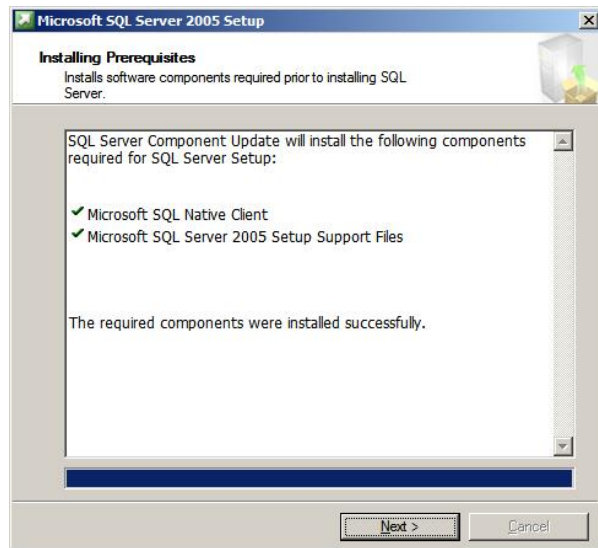 Microsoft SQL Server 2005 Setup
Installing Prerequisites
Installs software components required prior to installing SQL
Server.
SQL Server Component Update will install the following components
required for SQL Server Setup:
Microsoft SQL Native Client
Microsoft SQL Server 2005 Setup Support Files
The required components were installed successfully.
Next >
Cancel